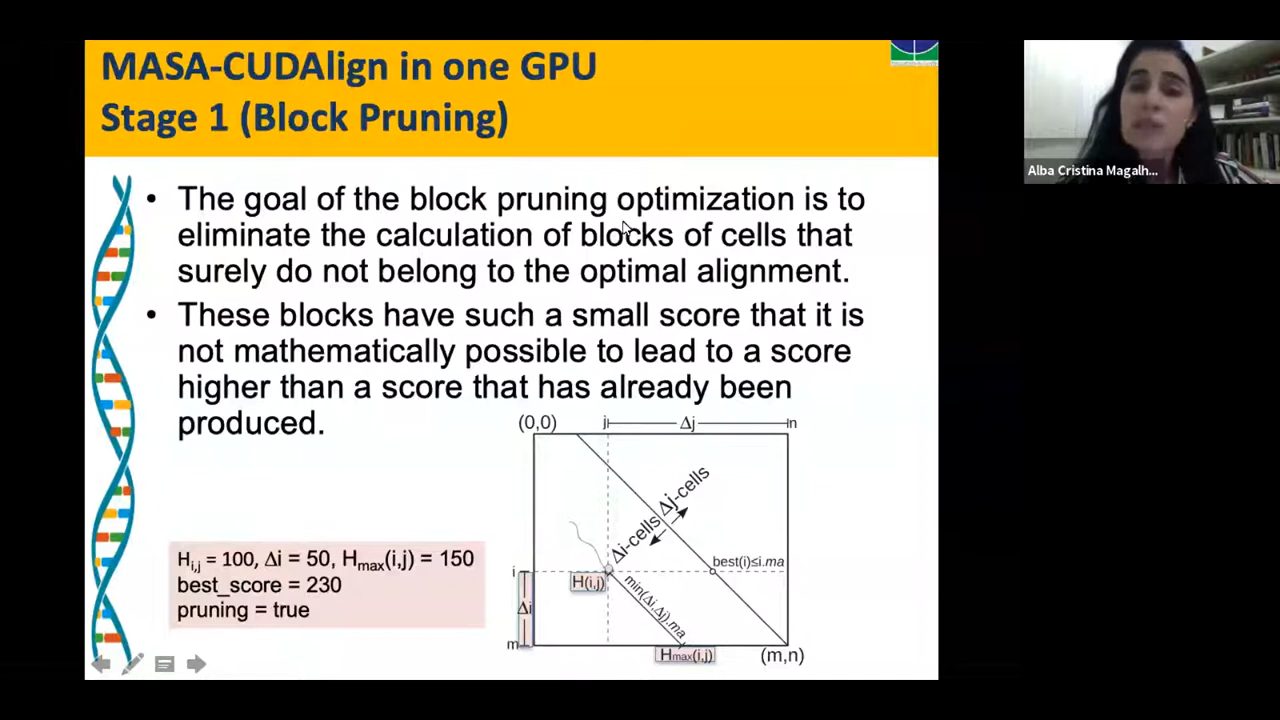 MASA-CUDAlign in one GPU
Stage 1 (Block Pruning)
• The goal of the block pruning optimization is to
eliminate the calculation of blocks of cells that
surely do not belong to the optimal alignment.
• These blocks have such a small score that it is
not mathematically possible to lead to a score
higher than a score that has already been
produced.
(0,0)
j
Δj
n
Δi-cells
Δj-cells
best(i)≤i.ma
i
H(i,j)
min(Δi,Δj).ma
Δi
m
Hmax(i,j)
(m,n)
Hi,j = 100, Δi = 50, Hmax(i,j) = 150
best_score = 230
pruning = true
Alba Cristina Magalh...